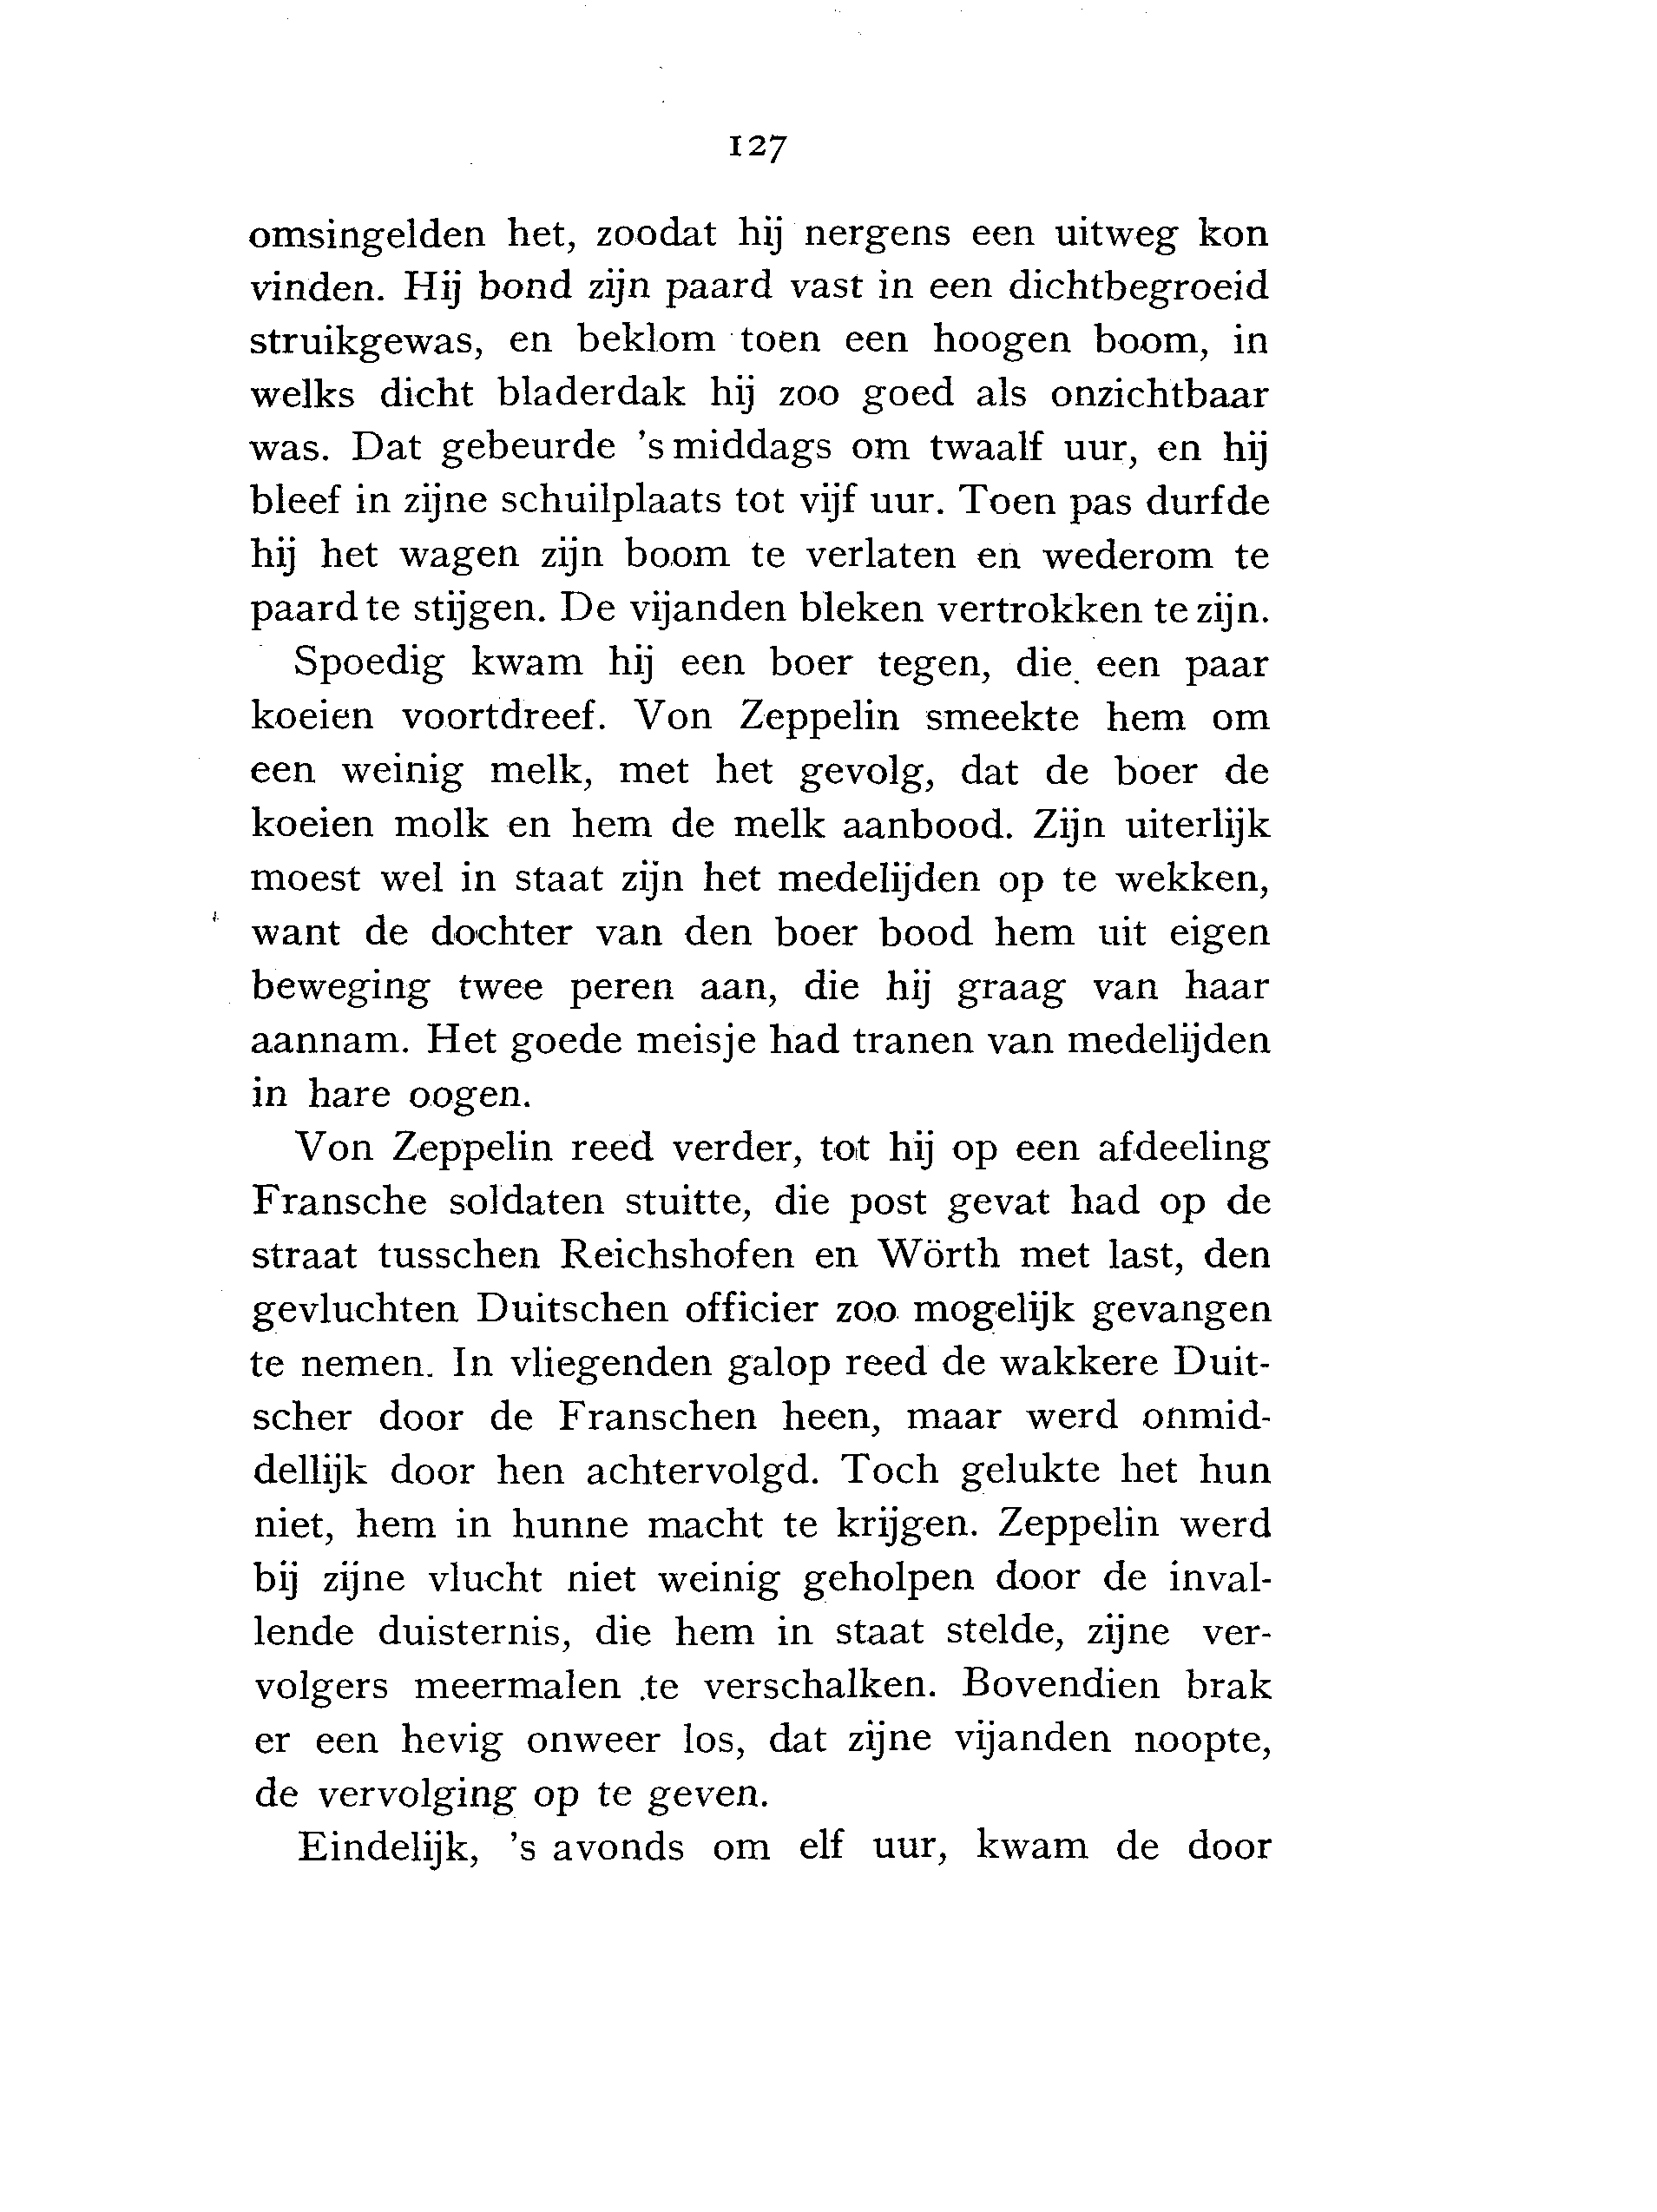 127
omsingelden het, zoodat hij nergens een uitweg kon
vinden. Hij bond zijn paard vast in een dichtbegroeid
struikgewas, en beklom toen een hoogen boom, in
welks dicht bladerdak hij zoo goed als onzichtbaar
was. Dat gebeurde 's middags om twaalf uur, en hij
bleef in zijne schuilplaats tot vijf uur. Toen pas durfde
hij het wagen zijn boom te verlaten en wederom te
paard te stijgen. De vijanden bleken vertrokken te zijn.
Spoedig kwam hij een boer tegen, die een paar
koeien voortdreef. Von Zeppelin smeekte hem om
een weinig melk, met het gevolg, dat de boer de
koeien molk en hem de melk aanbood. Zijn uiterlijk
moest wel in staat zijn het medelijden op te wekken,
want de dochter van den boer bood hem uit eigen
beweging twee peren aan, die hij graag van haar
aannam. Het goede meisje had tranen van medelijden
in hare oogen.
Von Zeppelin reed verder, tot hij op een afdeeling
Fransche soldaten stuitte, die post gevat had op de
straat tusschen Reichshofen en Wörth met last, den
gevluchten Duitschen officier zoo mogelijk gevangen
te nemen. In vliegenden galop reed de wakkere Duit-
scher door de Franschen heen, maar werd onmid-
dellijk door hen achtervolgd. Toch gelukte het hun
niet, hem in hunne macht te krijgen. Zeppelin werd
bij zijne vlucht niet weinig geholpen door de inval-
lende duisternis, die hem in staat stelde, zijne ver-
volgers meermalen te verschalken. Bovendien brak
er een hevig onweer los, dat zijne vijanden noopte,
de vervolging op te geven.
Eindelijk, 's avonds om elf uur, kwam de door